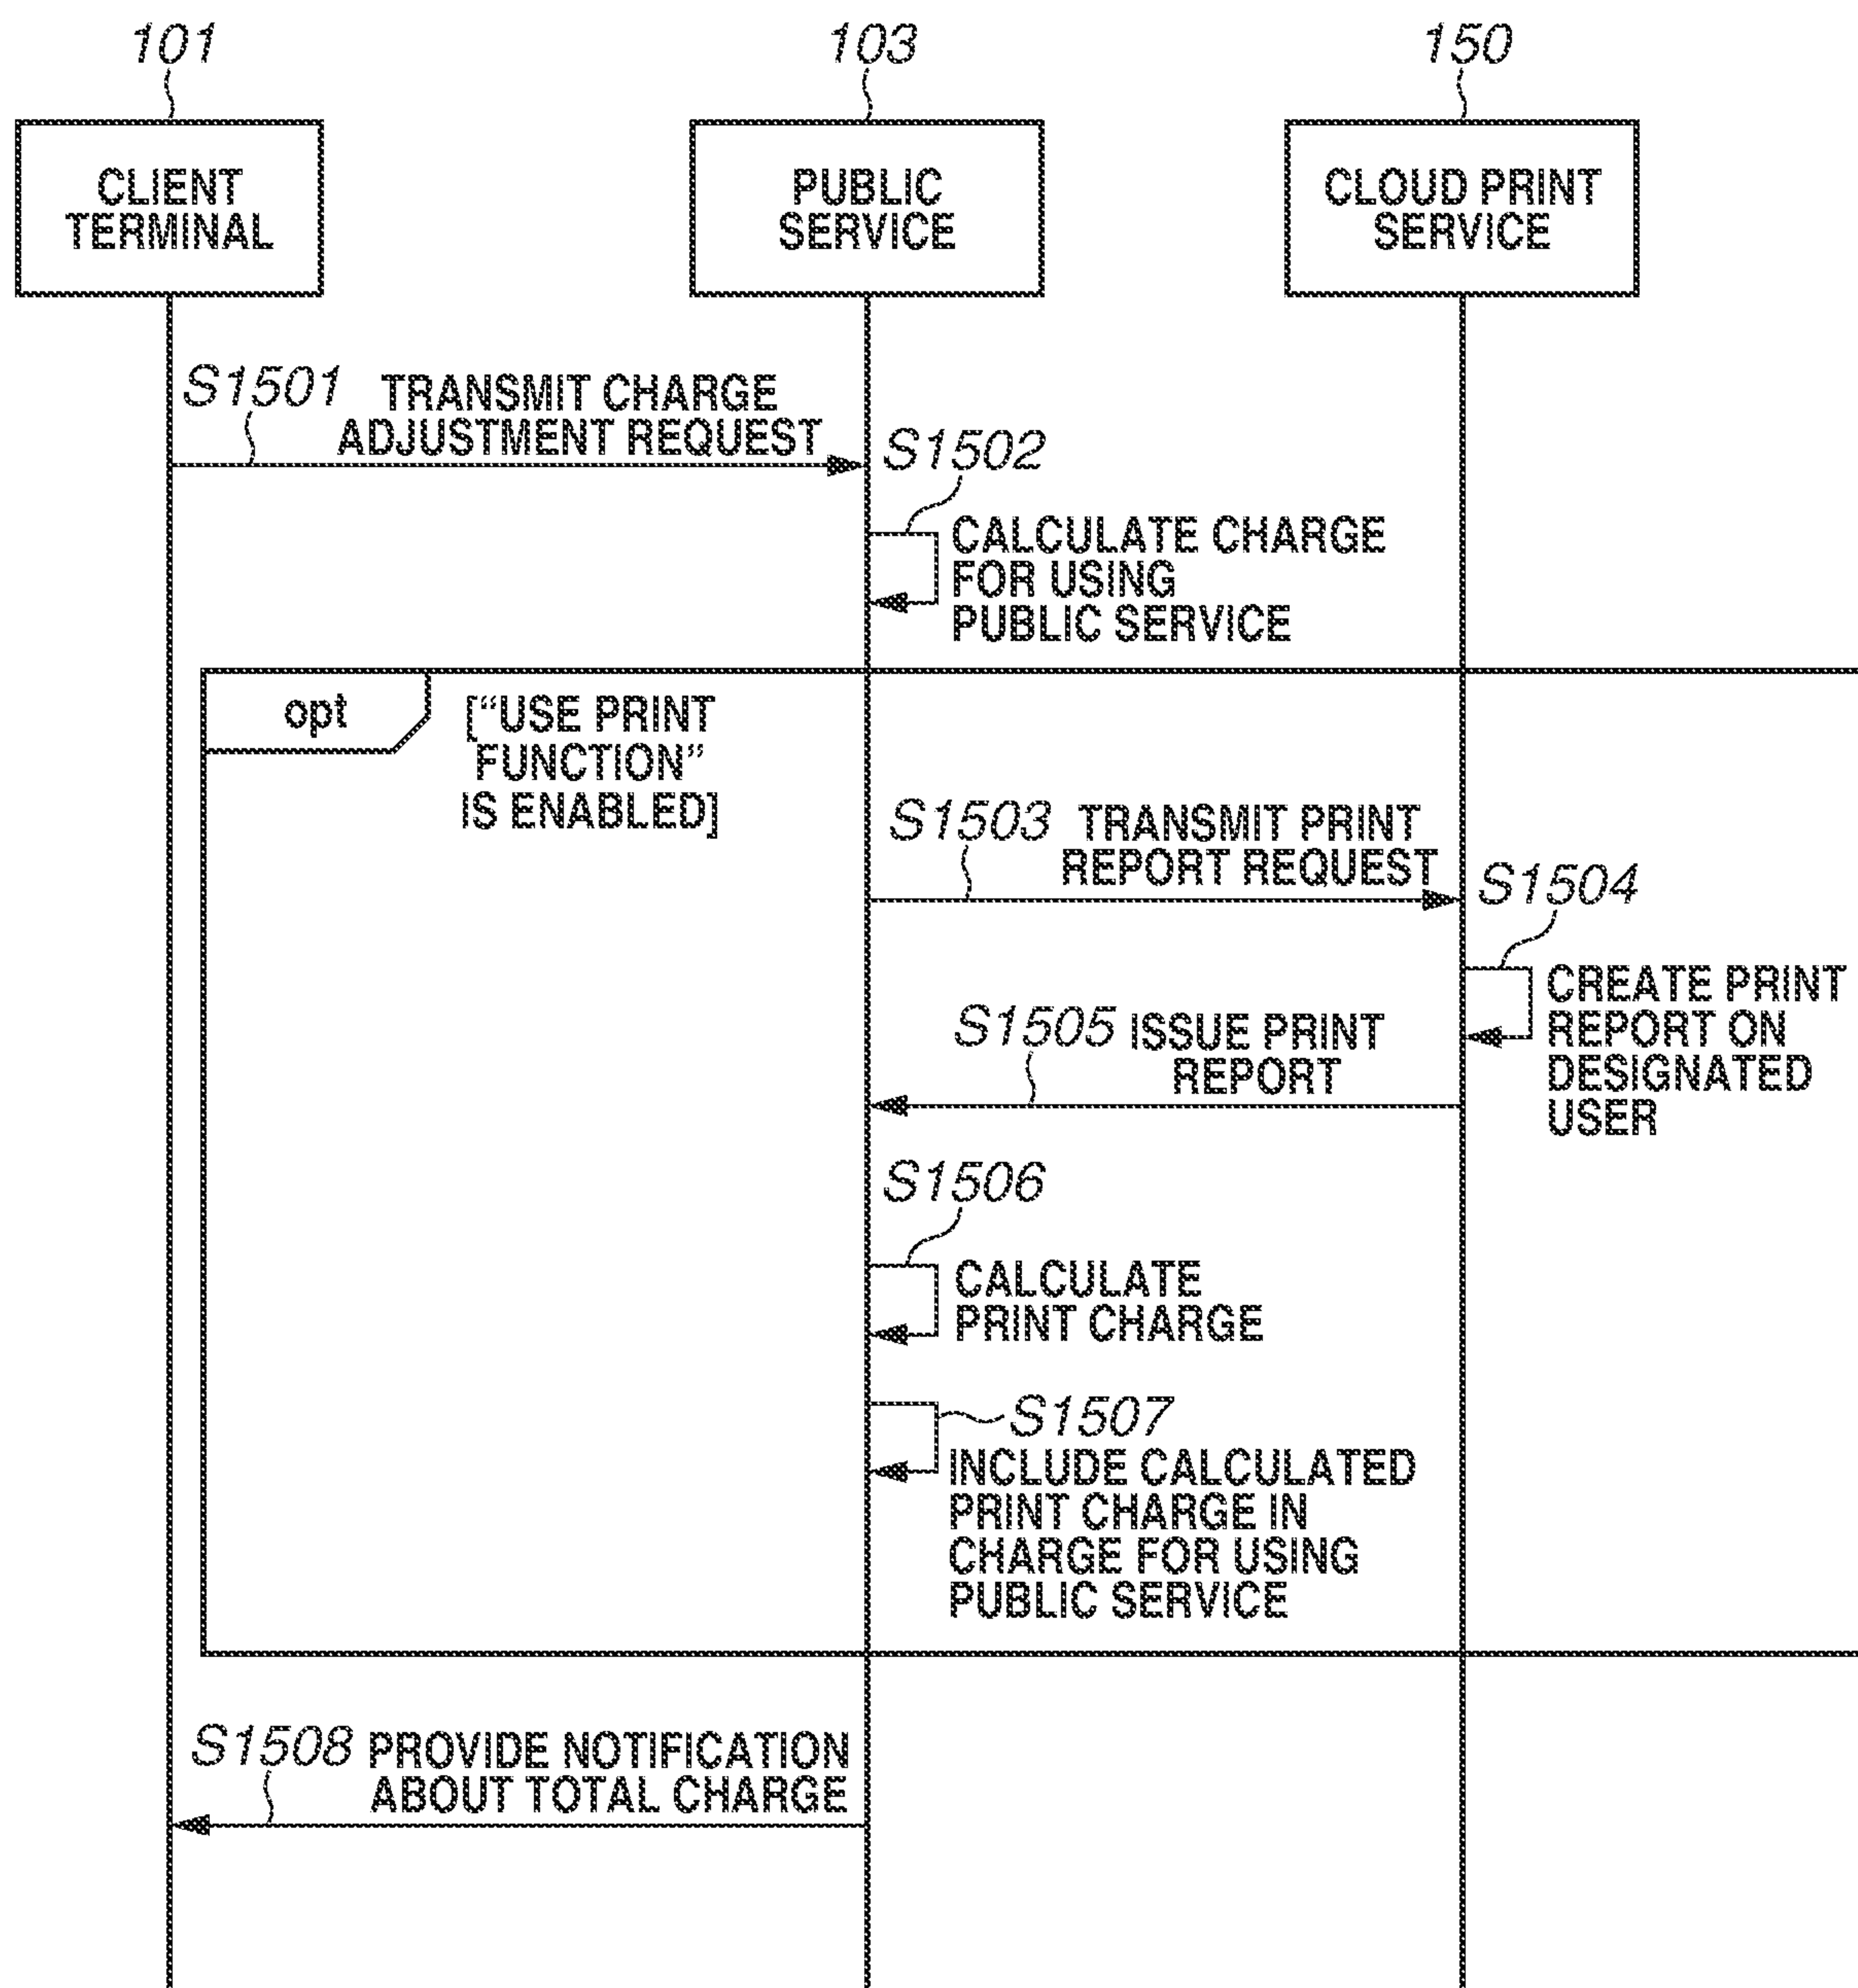 101
103
150
CLIENT
TERMINAL
PUBLIC
SERVICE
CLOUD PRINT
SERVICE
S1501
TRANSMIT CHARGE
ADJUSTMENT REQUEST
S1502
CALCULATE CHARGE
FOR USING
PUBLIC SERVICE
opt
["USE PRINT
FUNCTION"
IS ENABLED]
S1503
TRANSMIT PRINT
REPORT REQUEST
S1504
CREATE PRINT
REPORT ON
DESIGNATED
USER
S1505
ISSUE PRINT
REPORT
S1506
CALCULATE
PRINT CHARGE
S1507
INCLUDE CALCULATED
PRINT CHARGE IN
CHARGE FOR USING
PUBLIC SERVICE
S1508
PROVIDE NOTIFICATION
ABOUT TOTAL CHARGE